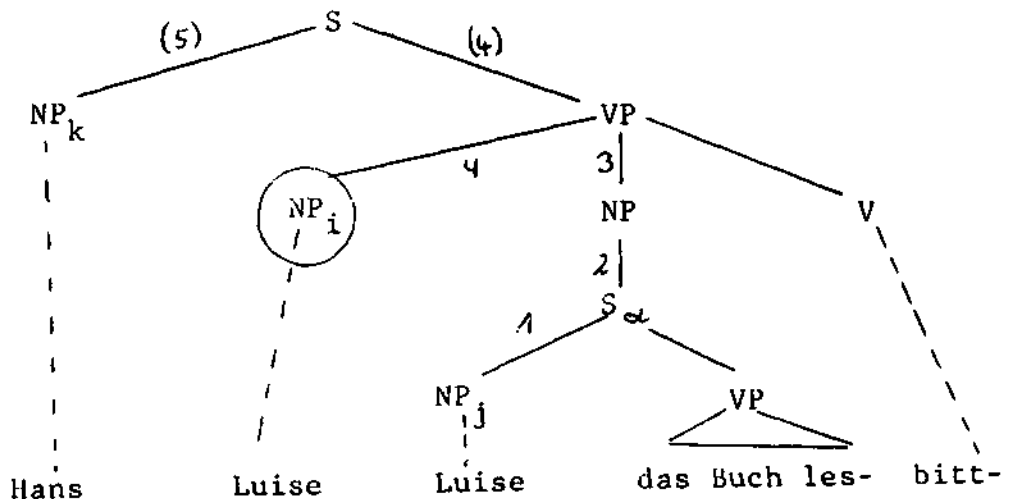 (5) S (4)
NP_k VP
4 3
NP_i NP V
2
1 S_α
NP_j VP
Hans Luise Luise das Buch les- bitt-